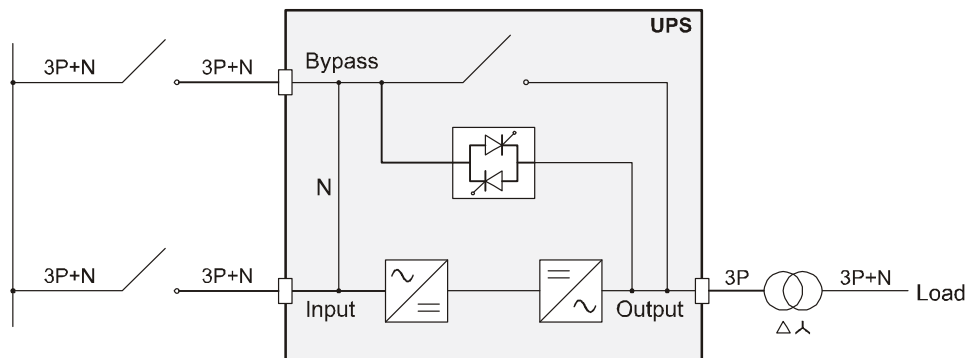 UPS
3P+N
3P+N
Bypass
N
3P+N
3P+N
Input
Output
3P
3P+N
Load